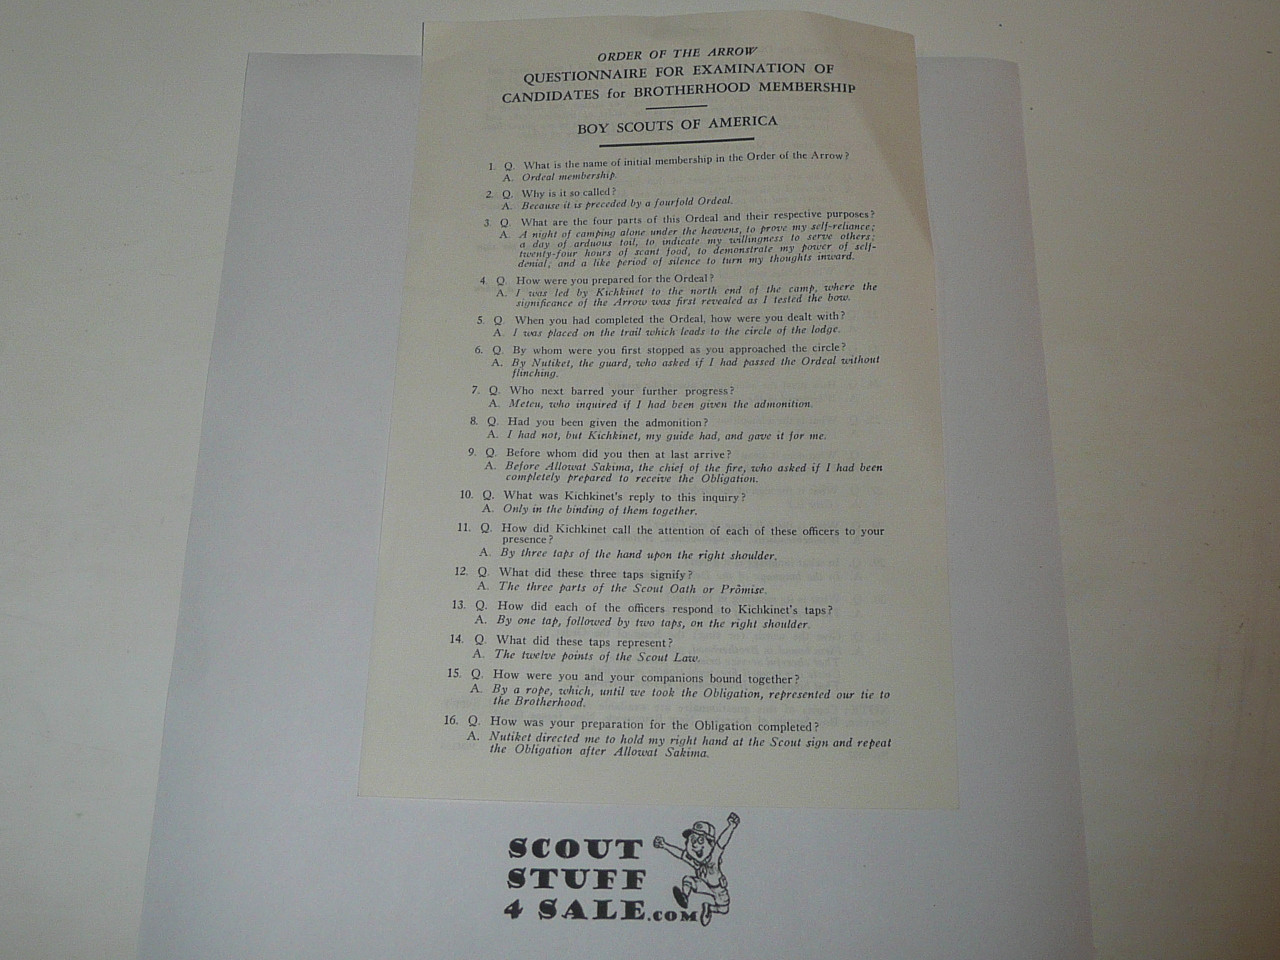 ORDER OF THE ARROW
QUESTIONNAIRE FOR EXAMINATION OF
CANDIDATES for BROTHERHOOD MEMBERSHIP
BOY SCOUTS OF AMERICA
1. Q. What is the name of initial membership in the Order of the Arrow?
A. Ordeal membership.
2. Q. Why is it so called?
A. Because it is preceded by a fourfold Ordeal.
3. Q. What are the four parts of this Ordeal and their respective purposes?
A. A night of camping alone under the heavens, to prove my self-reliance;
a day of arduous toil, to indicate my willingness to serve others;
twenty-four hours of scant food, to demonstrate my power of self-
denial; and a like period of silence to turn my thoughts inward.
4. Q. How were you prepared for the Ordeal?
A. I was led by Kichkinet to the north end of the camp, where the
significance of the Arrow was first revealed as I tested the bow.
5. Q. When you had completed the Ordeal, how were you dealt with?
A. I was placed on the trail which leads to the circle of the lodge.
6. Q. By whom were you first stopped as you approached the circle?
A. By Nutiket, the guard, who asked if I had passed the Ordeal without
flinching.
7. Q. Who next barred your further progress?
A. Meteu, who inquired if I had been given the admonition.
8. Q. Had you been given the admonition?
A. I had not, but Kichkinet, my guide had, and gave it for me.
9. Q. Before whom did you then at last arrive?
A. Before Allowat Sakima, the chief of the fire, who asked if I had been
completely prepared to receive the Obligation.
10. Q. What was Kichkinet's reply to this inquiry?
A. Only in the binding of them together.
11. Q. How did Kichkinet call the attention of each of these officers to your
presence?
A. By three taps of the hand upon the right shoulder.
12. Q. What did these three taps signify?
A. The three parts of the Scout Oath or Promise.
13. Q. How did each of the officers respond to Kichkinet's taps?
A. By one tap, followed by two taps, on the right shoulder.
14. Q. What did these taps represent?
A. The twelve points of the Scout Law.
15. Q. How were you and your companions bound together?
A. By a rope, which, until we took the Obligation, represented our tie to
the Brotherhood.
16. Q. How was your preparation for the Obligation completed?
A. Nutiket directed me to hold my right hand at the Scout sign and repeat
the Obligation after Allowat Sakima.
SCOUT
STUFF
4 SALE.COM